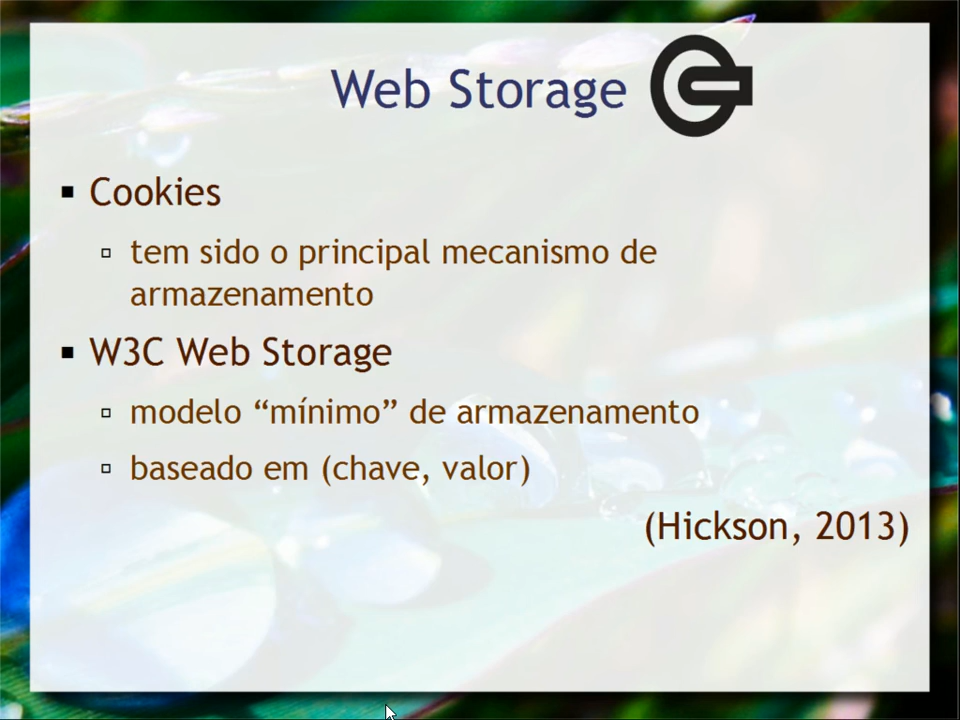 Web Storage
Cookies
tem sido o principal mecanismo de
armazenamento
W3C Web Storage
modelo “mínimo” de armazenamento
baseado em (chave, valor)
(Hickson, 2013)